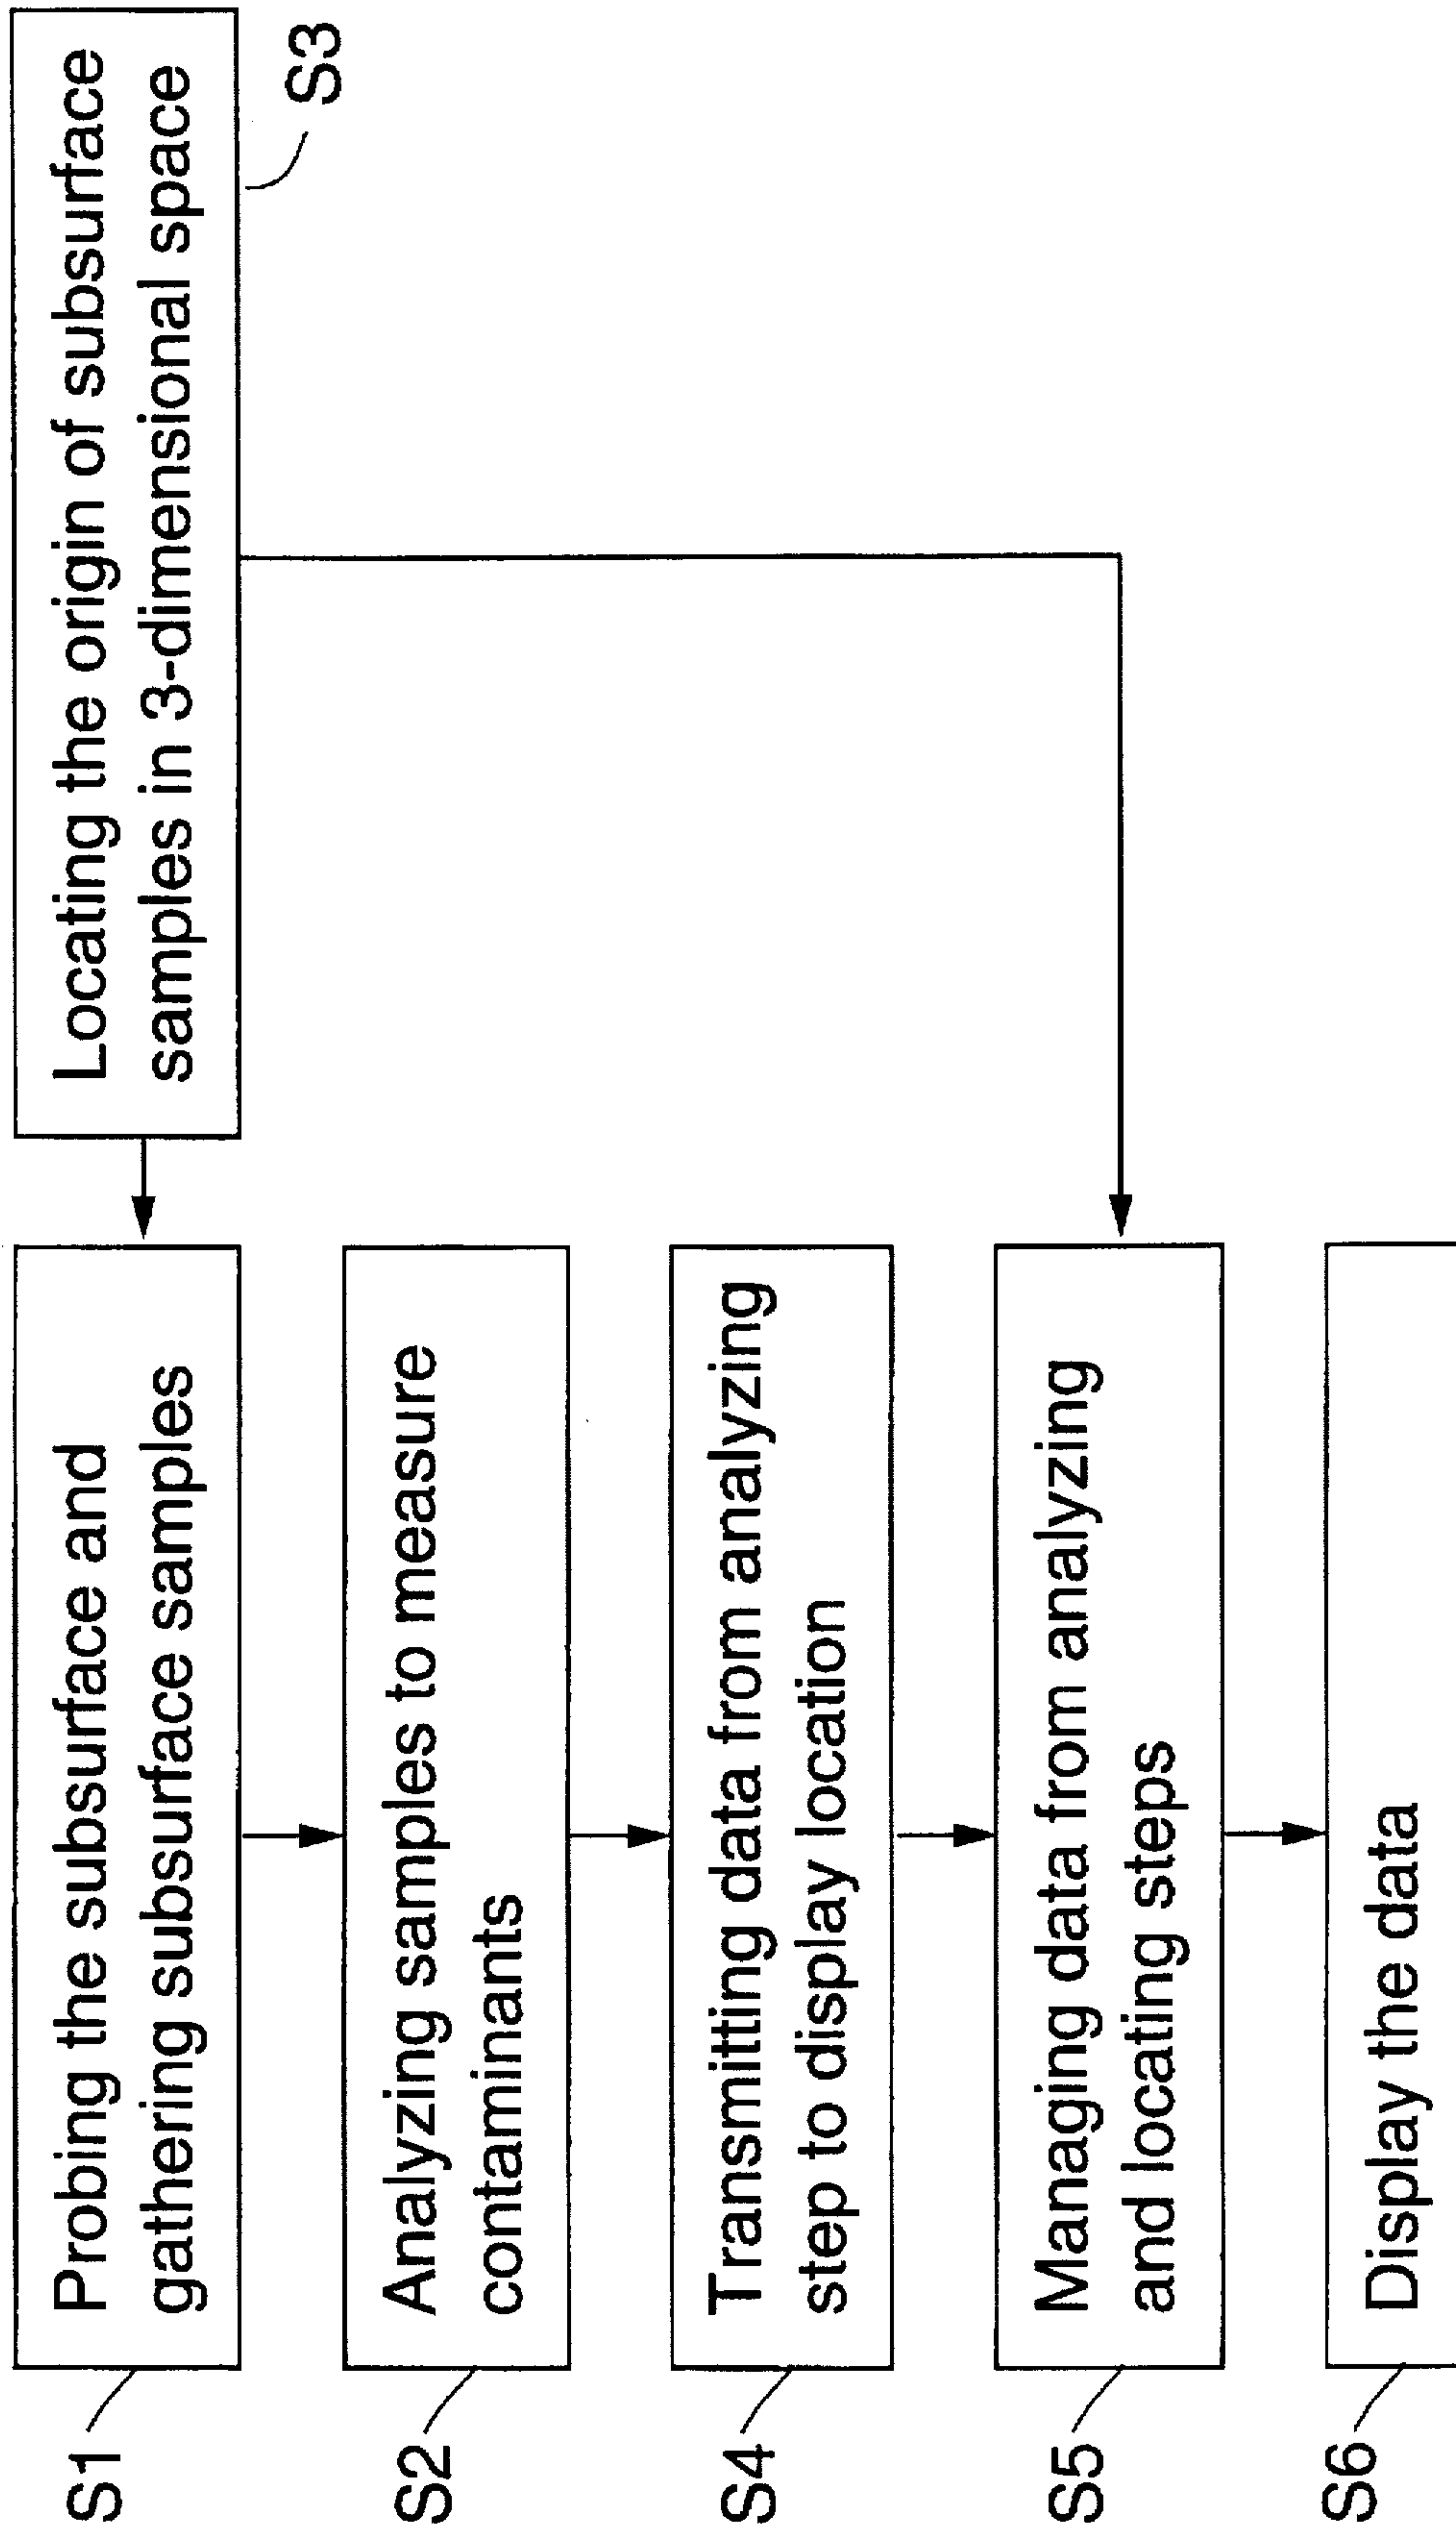 S1
Probing the subsurface and
gathering subsurface samples
Locating the origin of subsurface
samples in 3-dimensional space
S3
S2
Analyzing samples to measure
contaminants
S4
Transmitting data from analyzing
step to display location
S5
Managing data from analyzing
and locating steps
S6
Display the data